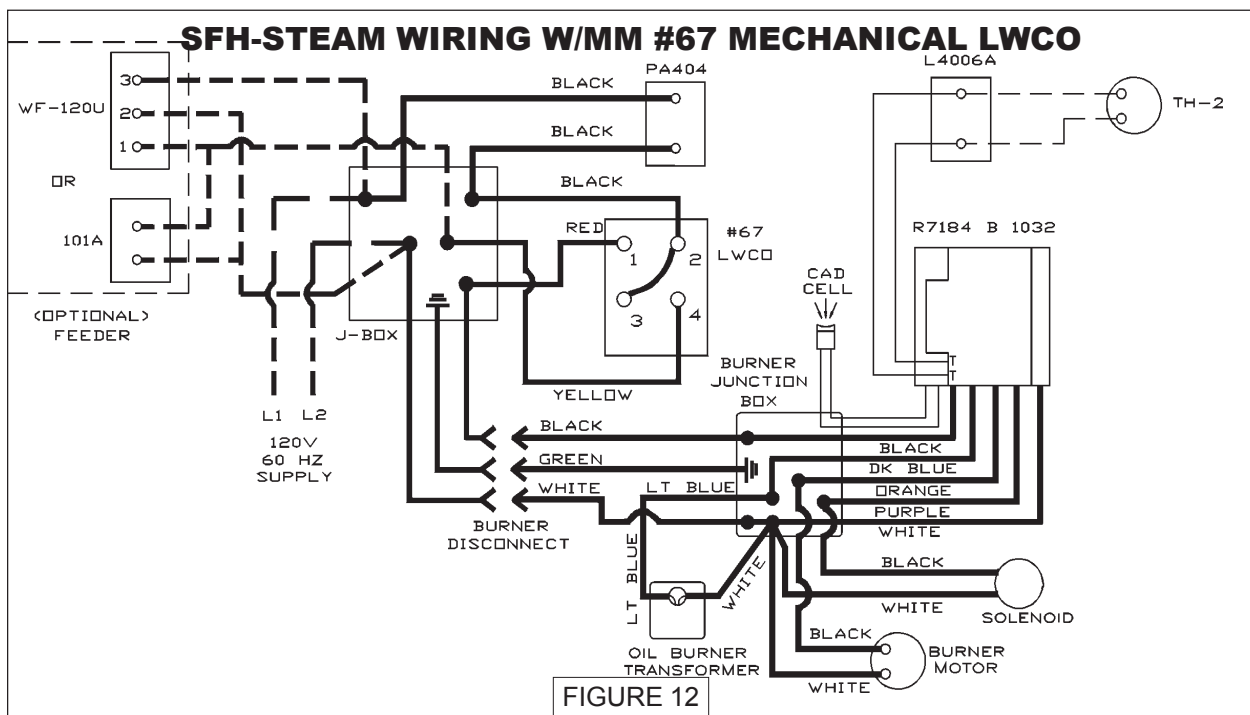 SFH-STEAM WIRING W/MM #67 MECHANICAL LWCO
WF-120U
3
2
1
OR
101A
(OPTIONAL)
FEEDER
L1 L2
120V
60 HZ
SUPPLY
J-BOX
BLACK
PA404
BLACK
BLACK
RED
1
2
3
4
#67
LWCO
YELLOW
L4006A
TH-2
R7184 B 1032
T
T
CAD
CELL
BURNER
JUNCTION
BOX
BLACK
GREEN
WHITE
BURNER
DISCONNECT
LT BLUE
LT BLUE
BLACK
DK BLUE
ORANGE
PURPLE
WHITE
WHITE
BLACK
WHITE
SOLENOID
OIL BURNER
TRANSFORMER
BLACK
WHITE
BURNER
MOTOR
FIGURE 12